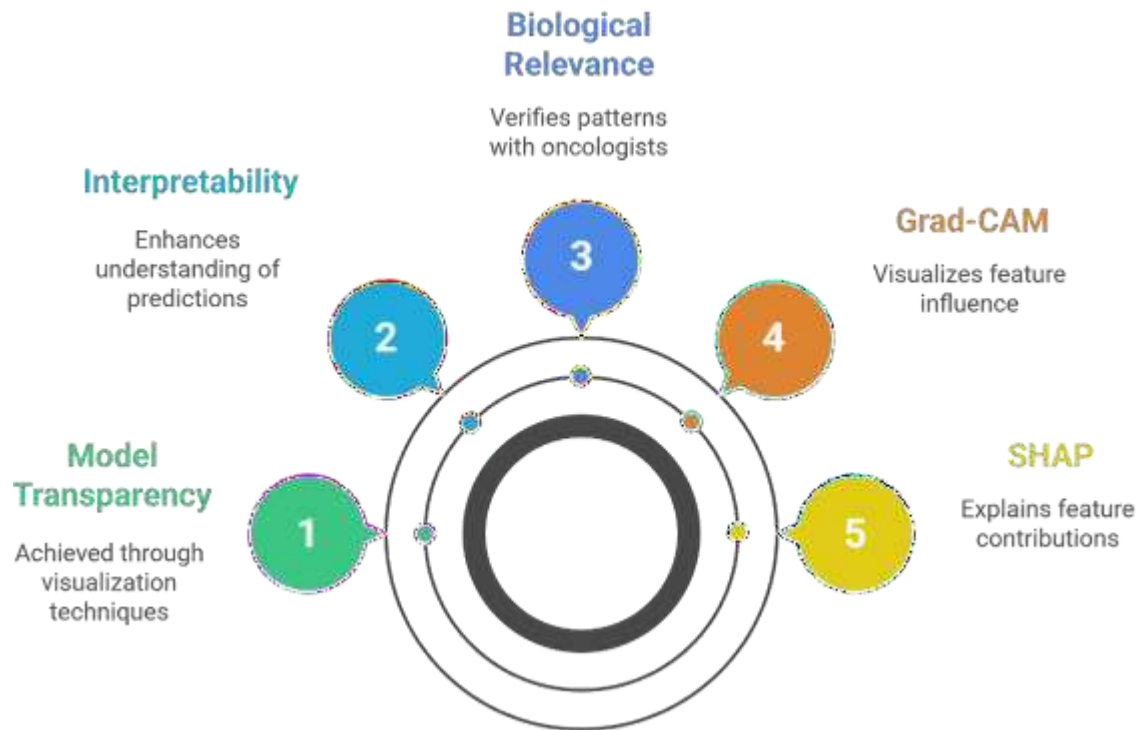 Biological
Relevance
Verifies patterns
with oncologists
Interpretability
Enhances
understanding of
predictions
Grad-CAM
Visualizes feature
influence
3
2
4
Model
Transparency
Achieved through
visualization
techniques
1
SHAP
Explains feature
contributions
5